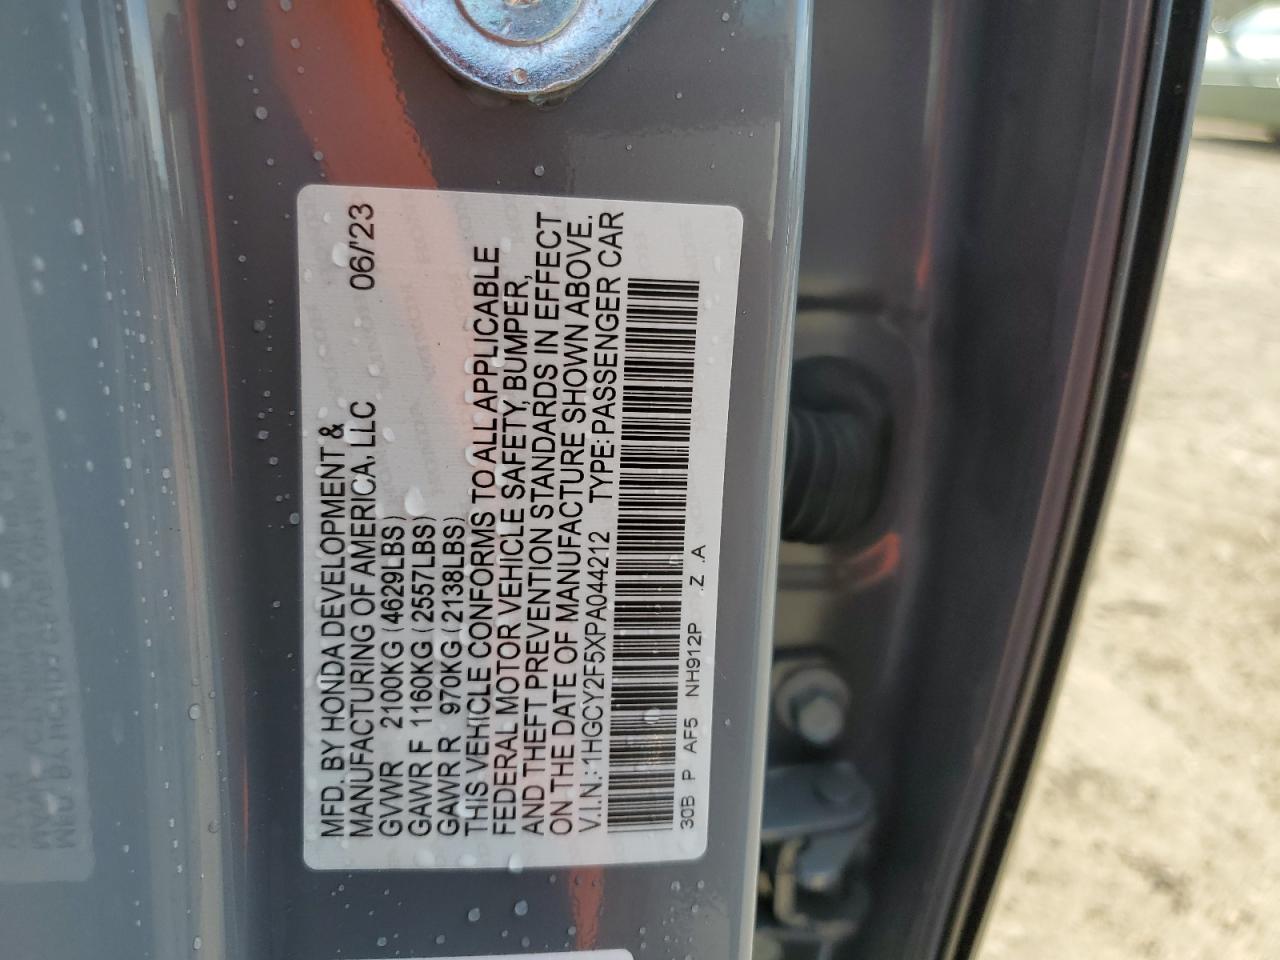 MFD. BY HONDA DEVELOPMENT &
MANUFACTURING OF AMERICA, LLC 06/'23
GVWR 2100KG (4629LBS)
GAWR F 1160KG (2557LBS)
GAWR R 970KG (2138LBS)
THIS VEHICLE CONFORMS TO ALL APPLICABLE
FEDERAL MOTOR VEHICLE SAFETY, BUMPER,
AND THEFT PREVENTION STANDARDS IN EFFECT
ON THE DATE OF MANUFACTURE SHOWN ABOVE.
V.I.N.: 1HGCY2F5XPA044212 TYPE: PASSENGER CAR
30B P AF5 NH912P .Z .A